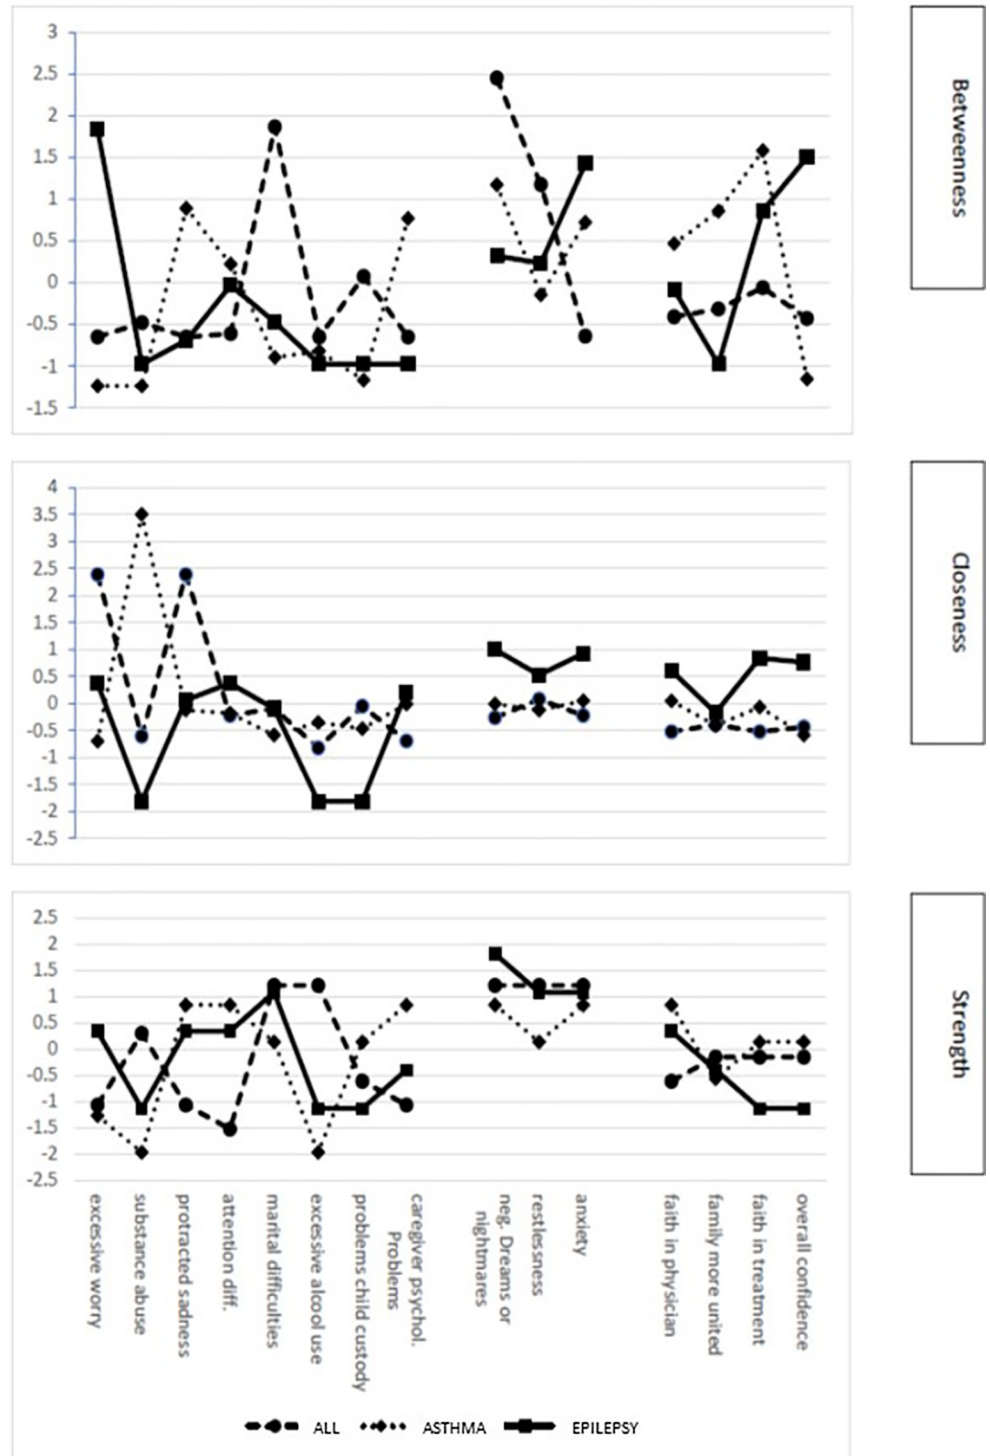 3
2.5
2
1.5
1
0.5
0
-0.5
-1
-1.5
Betweenness
4
3.5
3
2.5
2
1.5
1
0.5
0
-0.5
-1
-1.5
-2
-2.5
Closeness
2.5
2
1.5
1
0.5
0
-0.5
-1
-1.5
-2
-2.5
Strength
excessive worry
substance abuse
protracted sadness
attention diff.
marital difficulties
excessive alcool use
problems child custody
caregiver psychol.
Problems
neg. Dreams or
nightmares
restlessness
anxiety
faith in physician
family more united
faith in treatment
overall confidence
ALL
ASTHMA
EPILEPSY